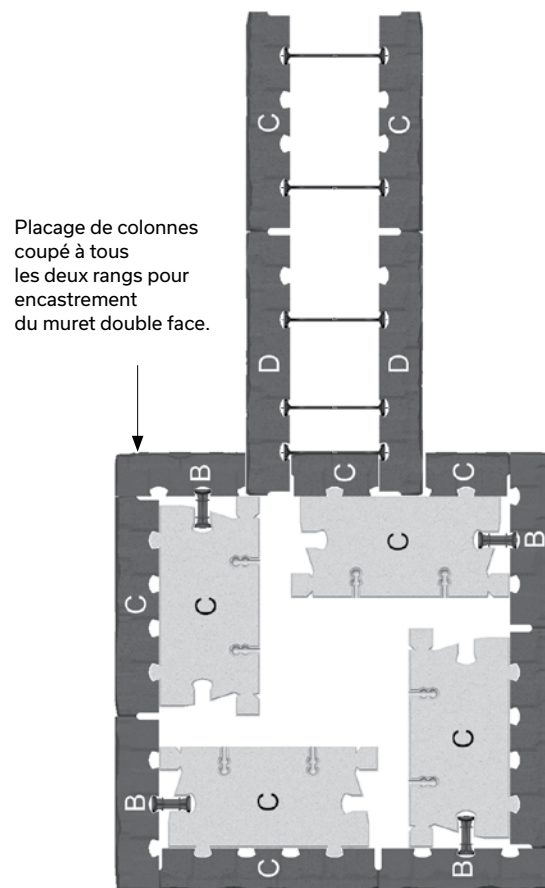 C C
Placage de colonnes
coupé à tous
les deux rangs pour
encastrement
du muret double face.
D D
B C C
C C C B
B C C
C B